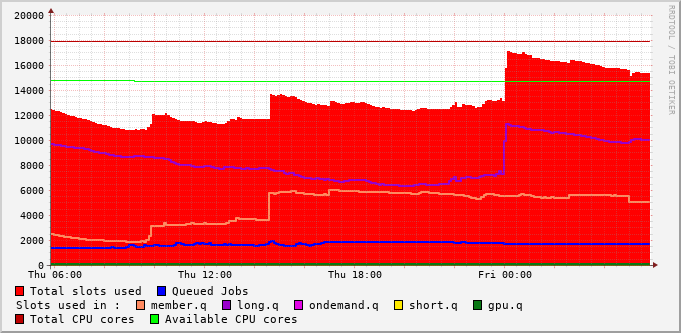 20000
18000
16000
14000
12000
10000
8000
6000
4000
2000
0
Thu 06:00 Thu 12:00 Thu 18:00 Fri 00:00
RRDTOOL / TOBI OETIKER
Total slots used Queued Jobs
Slots used in : member.q long.q ondemand.q short.q gpu.q
Total CPU cores Available CPU cores